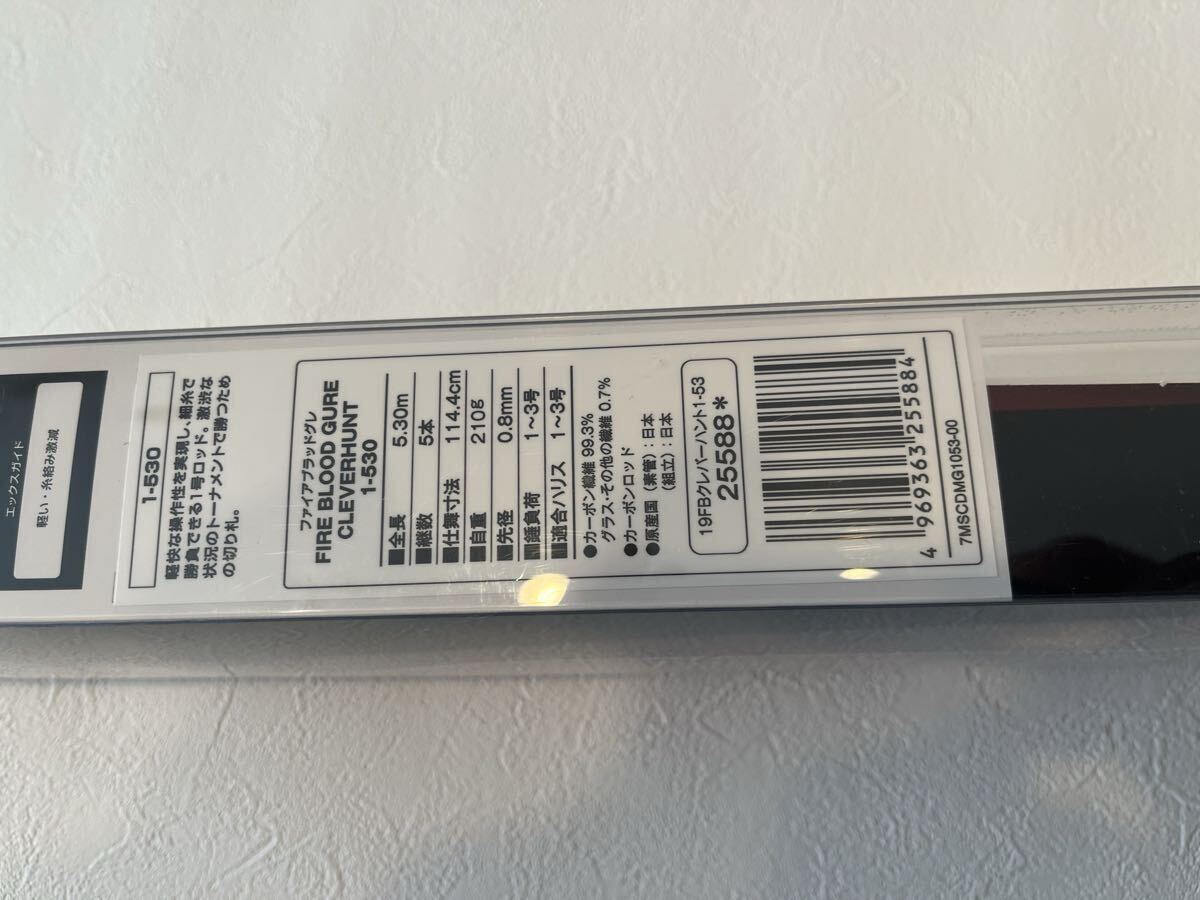 エックスガイド
軽い・糸絡み激減
1-530
軽快な操作性を実現し、細糸で
勝負できる1号ロッド。激渋な
状況のトーナメントで勝つため
の切り札。
ファイアブラッドグレ
FIRE BLOOD GURE
CLEVERHUNT
1-530
■全長 5.30m
■継数 5本
■仕舞寸法 114.4cm
■自重 210g
■先径 0.8mm
■錘負荷 1~3号
■適合ハリス 1~3号
●カーボン繊維 99.3%
グラス・その他の繊維 0.7%
●カーボンロッド
●原産国 (素管):日本
(組立):日本
19FBクレバーハント1-53
25588*
4 969363 255884
7MSCDMG1053-00